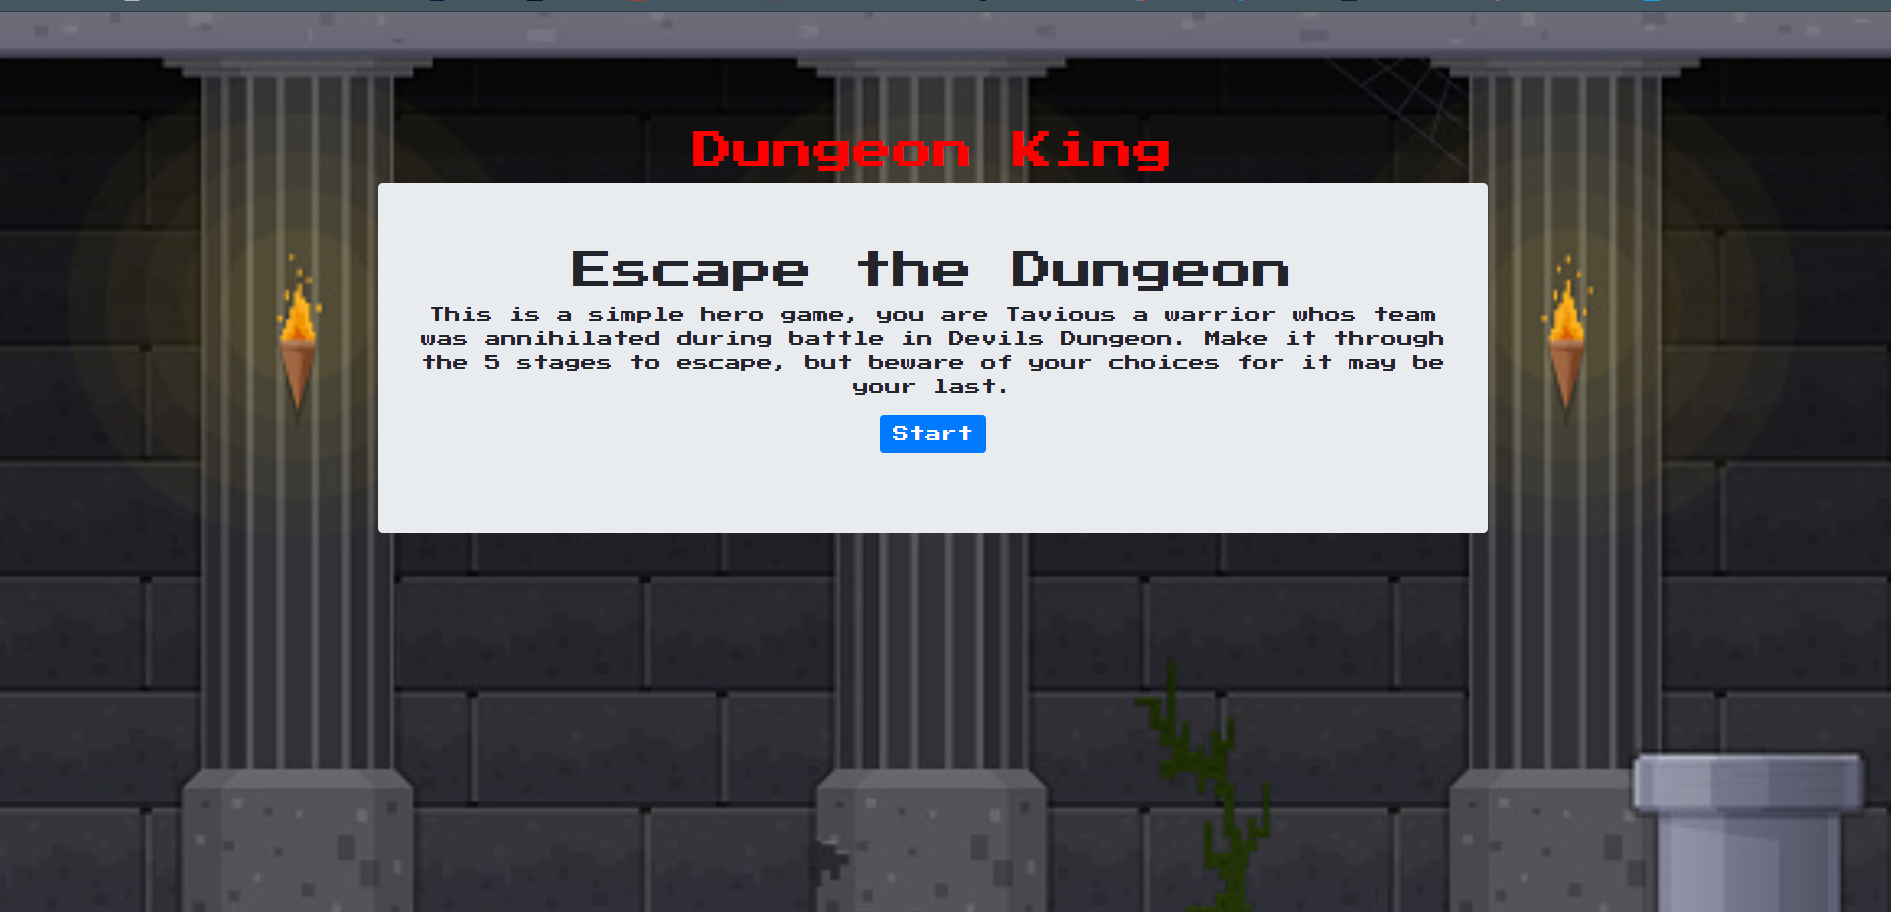 Dungeon King
Escape the Dungeon
This is a simple hero game, you are Tavious a warrior whos team
was annihilated during battle in Devils Dungeon. Make it through
the 5 stages to escape, but beware of your choices for it may be
your last.
Start